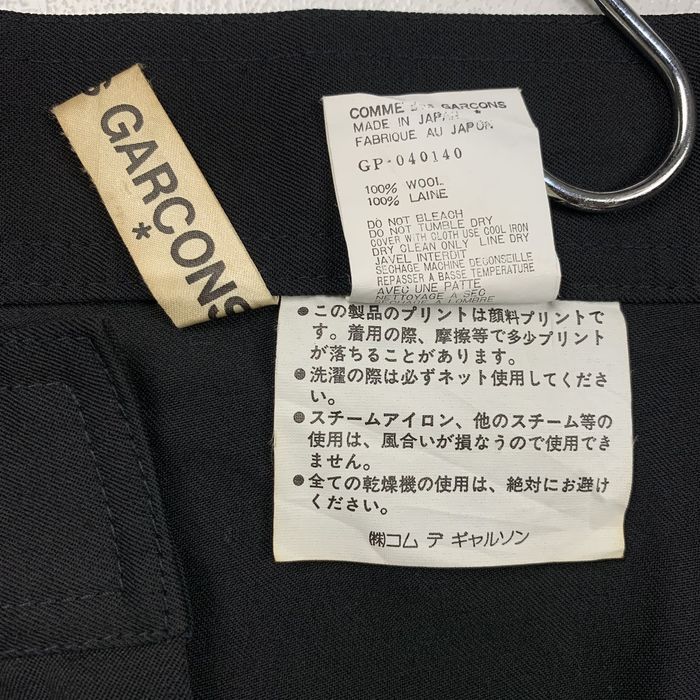 S GARCONS
*
COMME GARCONS
MADE IN JAPAN *
FABRIQUE AU JAPON
GP-040140
100% WOOL
100% LAINE
DO NOT BLEACH
DO NOT TUMBLE DRY
COVER WITH CLOTH USE COOL IRON
DRY CLEAN ONLY LINE DRY
JAVEL INTERDIT
SECHAGE MACHINE DECONSEILLE
REPASSER A BASSE TEMPERATURE
AVEC UNE PATTE
NETTOYAGE A SEC
SECHAGE A L'OMBRE
●この製品のプリントは顔料プリントで
す。着用の際、摩擦等で多少プリント
が落ちることがあります。
●洗濯の際は必ずネット使用してくださ
い。
●スチームアイロン、他のスチーム等の
使用は、風合いが損なうので使用でき
ません。
●全ての乾燥機の使用は、絶対にお避け
ください。
㈱コム デ ギャルソン